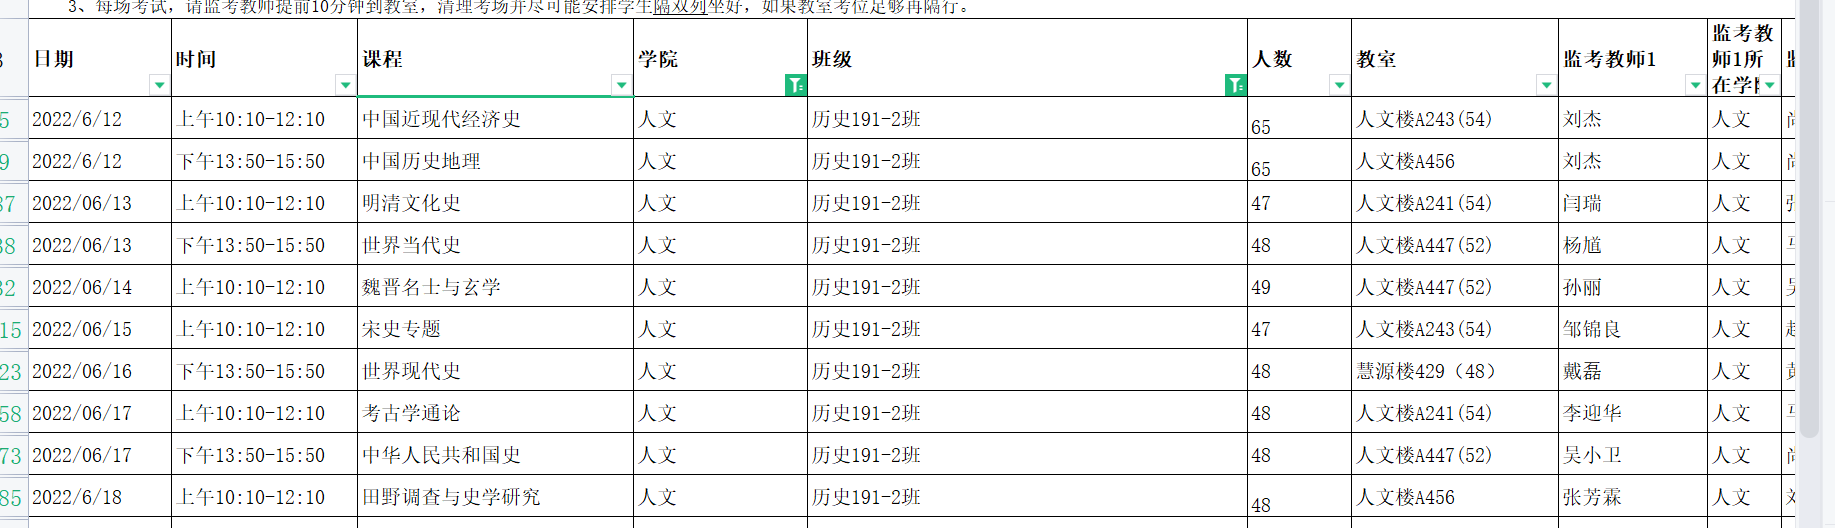 3、每场考试，请监考教师提前10分钟到教室，清理考场并尽可能安排学生隔双列坐好，如果教室考位足够再隔行。
日期 时间 课程 学院 班级 人数 教室 监考教师1 监考教师1所在学
2022/6/12 上午10:10-12:10 中国近现代经济史 人文 历史191-2班 65 人文楼A243(54) 刘杰 人文
2022/6/12 下午13:50-15:50 中国历史地理 人文 历史191-2班 65 人文楼A456 刘杰 人文
2022/06/13 上午10:10-12:10 明清文化史 人文 历史191-2班 47 人文楼A241(54) 闫瑞 人文
2022/06/13 下午13:50-15:50 世界当代史 人文 历史191-2班 48 人文楼A447(52) 杨馗 人文
2022/06/14 上午10:10-12:10 魏晋名士与玄学 人文 历史191-2班 49 人文楼A447(52) 孙丽 人文
15 2022/06/15 上午10:10-12:10 宋史专题 人文 历史191-2班 47 人文楼A243(54) 邹锦良 人文
23 2022/06/16 下午13:50-15:50 世界现代史 人文 历史191-2班 48 慧源楼429（48） 戴磊 人文
58 2022/06/17 上午10:10-12:10 考古学通论 人文 历史191-2班 48 人文楼A241(54) 李迎华 人文
73 2022/06/17 下午13:50-15:50 中华人民共和国史 人文 历史191-2班 48 人文楼A447(52) 吴小卫 人文
85 2022/6/18 上午10:10-12:10 田野调查与史学研究 人文 历史191-2班 48 人文楼A456 张芳霖 人文